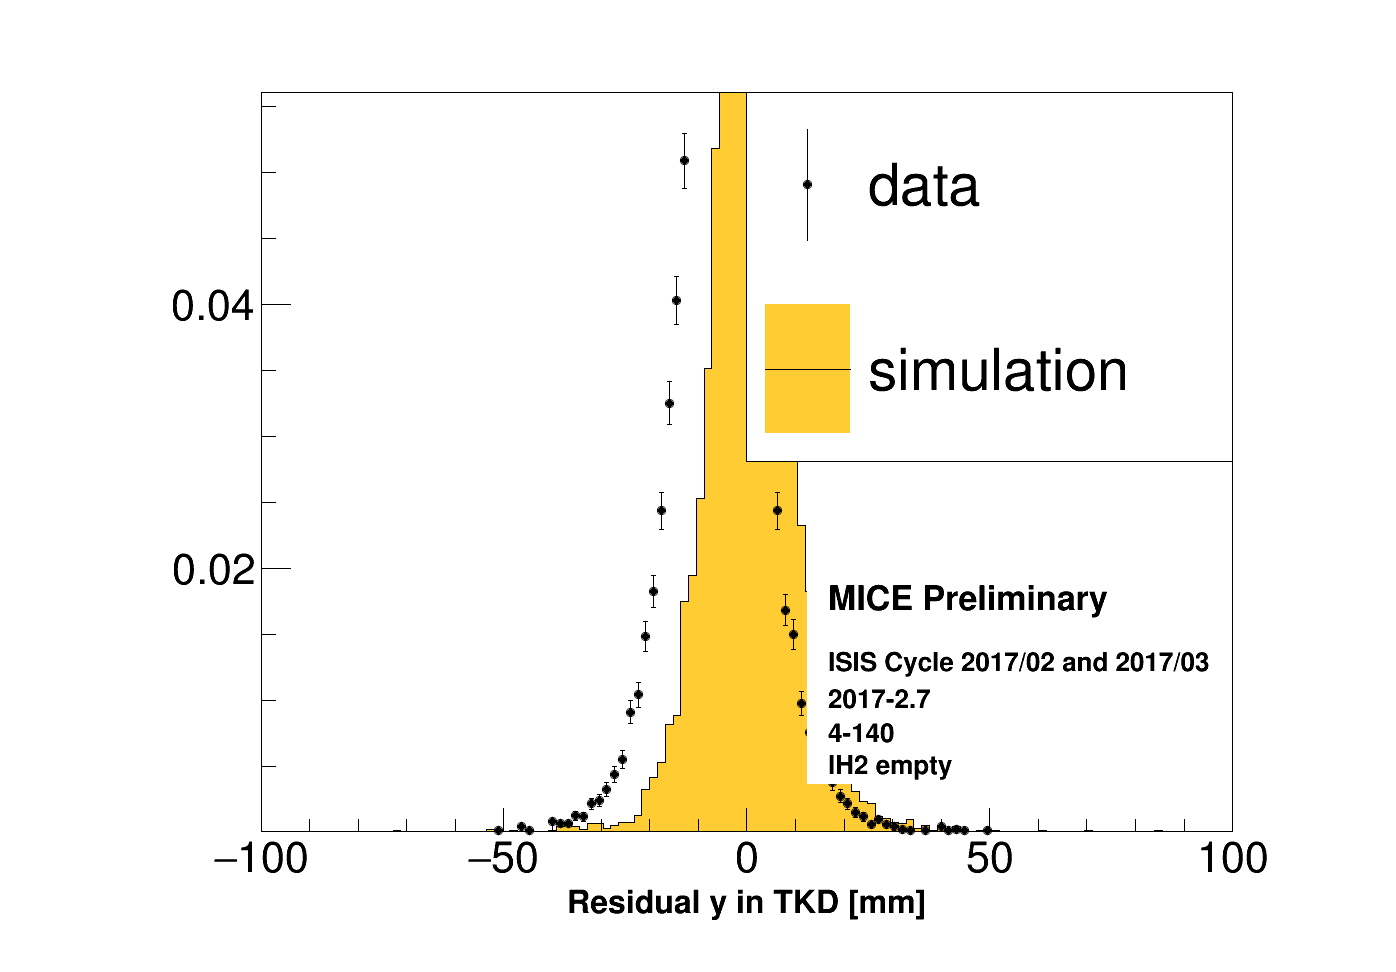 data
0.04
simulation
0.02
MICE Preliminary
ISIS Cycle 2017/02 and 2017/03
2017-2.7
4-140
IH2 empty
−100 −50 0 50 100
Residual y in TKD [mm]